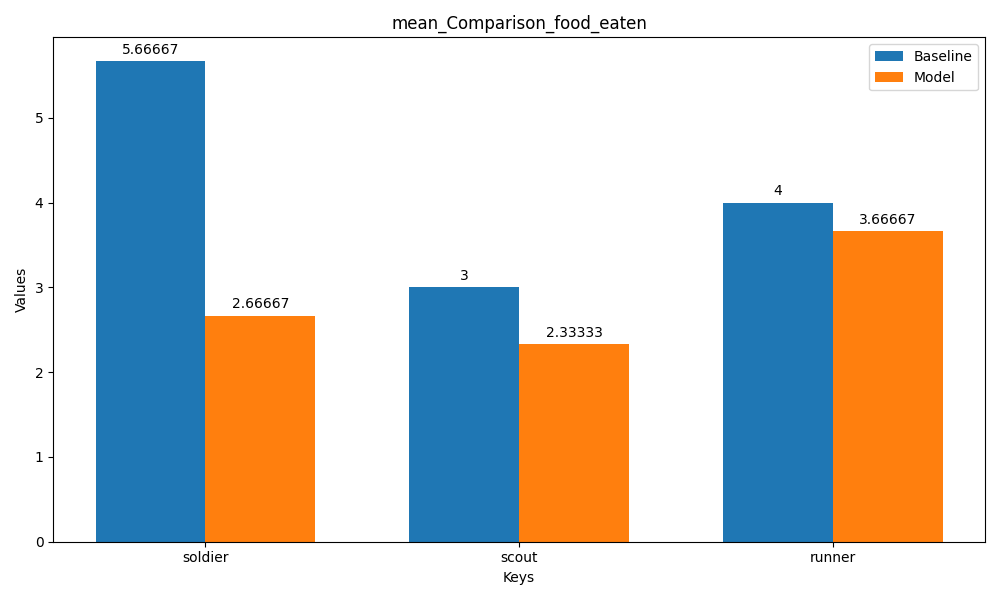 mean_Comparison_food_eaten
5.66667
Baseline
Model
5
4
3.66667
4
3
2.66667
3
2.33333
Values
2
1
0
soldier
scout
runner
Keys